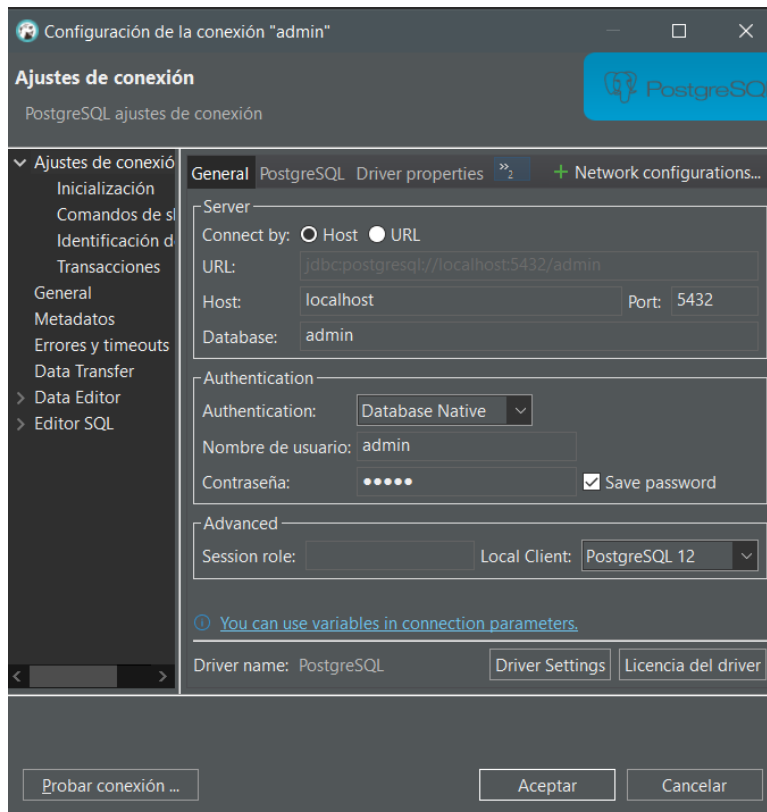 Configuración de la conexión "admin"
Ajustes de conexión
PostgreSQL ajustes de conexión
PostgreSQ
Ajustes de conexió
Inicialización
Comandos de sl
Identificación d
Transacciones
General
Metadatos
Errores y timeouts
Data Transfer
Data Editor
Editor SQL
General PostgreSQL Driver properties »2 + Network configurations...
Server
Connect by: Host URL
URL: jdbc:postgresql://localhost:5432/admin
Host: localhost Port: 5432
Database: admin
Authentication
Authentication: Database Native
Nombre de usuario: admin
Contraseña: ••••• Save password
Advanced
Session role: Local Client: PostgreSQL 12
You can use variables in connection parameters.
Driver name: PostgreSQL Driver Settings Licencia del driver
Probar conexión ... Aceptar Cancelar